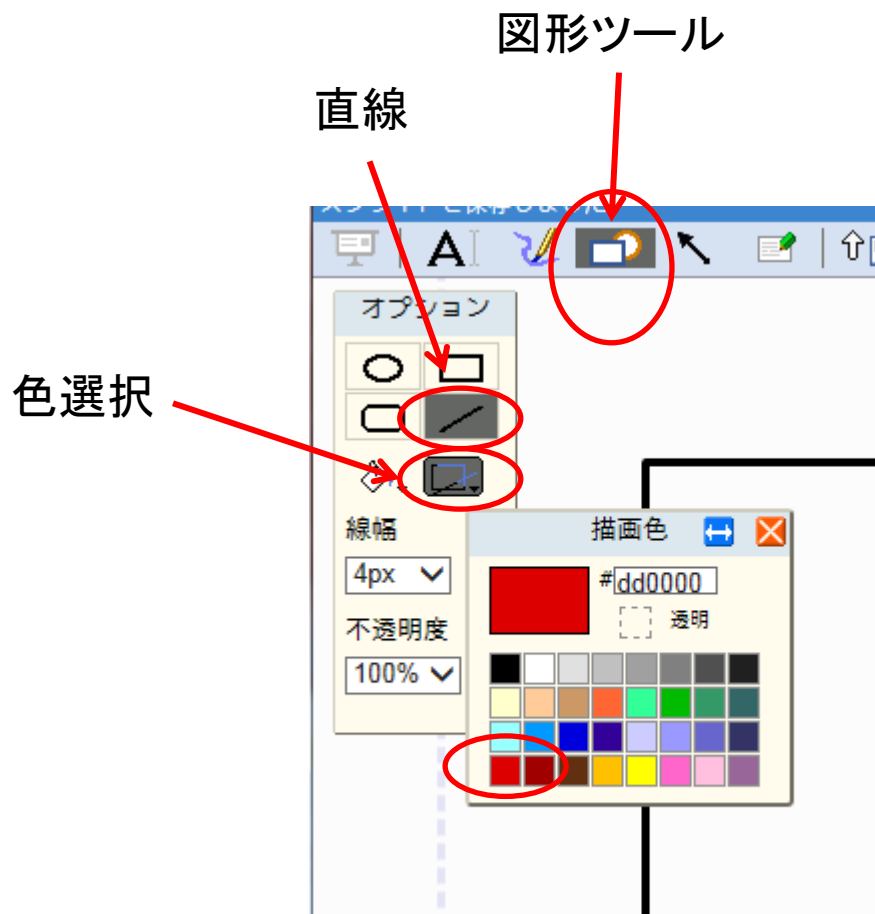 図形ツール
直線
A
オプション
色選択
線幅
描画色
4px
#dd0000
透明
不透明度
100%